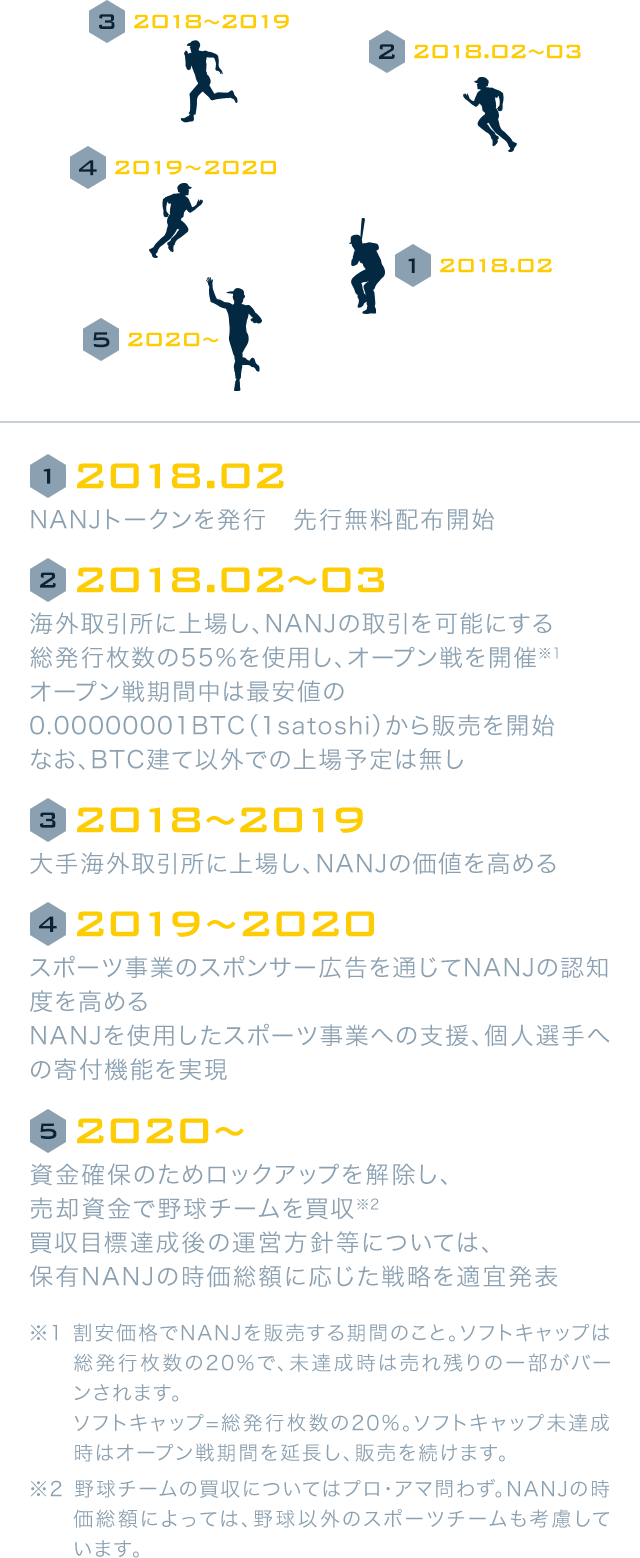 3 2018〜2019
2 2018.02〜03
4 2019〜2020
1 2018.02
5 2020〜
1 2018.02
NANJトークンを発行　先行無料配布開始
2 2018.02〜03
海外取引所に上場し、NANJの取引を可能にする
総発行枚数の55%を使用し、オープン戦を開催※1
オープン戦期間中は最安値の
0.00000001BTC（1satoshi）から販売を開始
なお、BTC建て以外での上場予定は無し
3 2018〜2019
大手海外取引所に上場し、NANJの価値を高める
4 2019〜2020
スポーツ事業のスポンサー広告を通じてNANJの認知
度を高める
NANJを使用したスポーツ事業への支援、個人選手へ
の寄付機能を実現
5 2020〜
資金確保のためロックアップを解除し、
売却資金で野球チームを買収※2
買収目標達成後の運営方針等については、
保有NANJの時価総額に応じた戦略を適宜発表
※1 割安価格でNANJを販売する期間のこと。ソフトキャップは
総発行枚数の20%で、未達成時は売れ残りの一部がバー
ンされます。
ソフトキャップ=総発行枚数の20%。ソフトキャップ未達成
時はオープン戦期間を延長し、販売を続けます。
※2 野球チームの買収についてはプロ・アマ問わず。NANJの時
価総額によっては、野球以外のスポーツチームも考慮して
います。